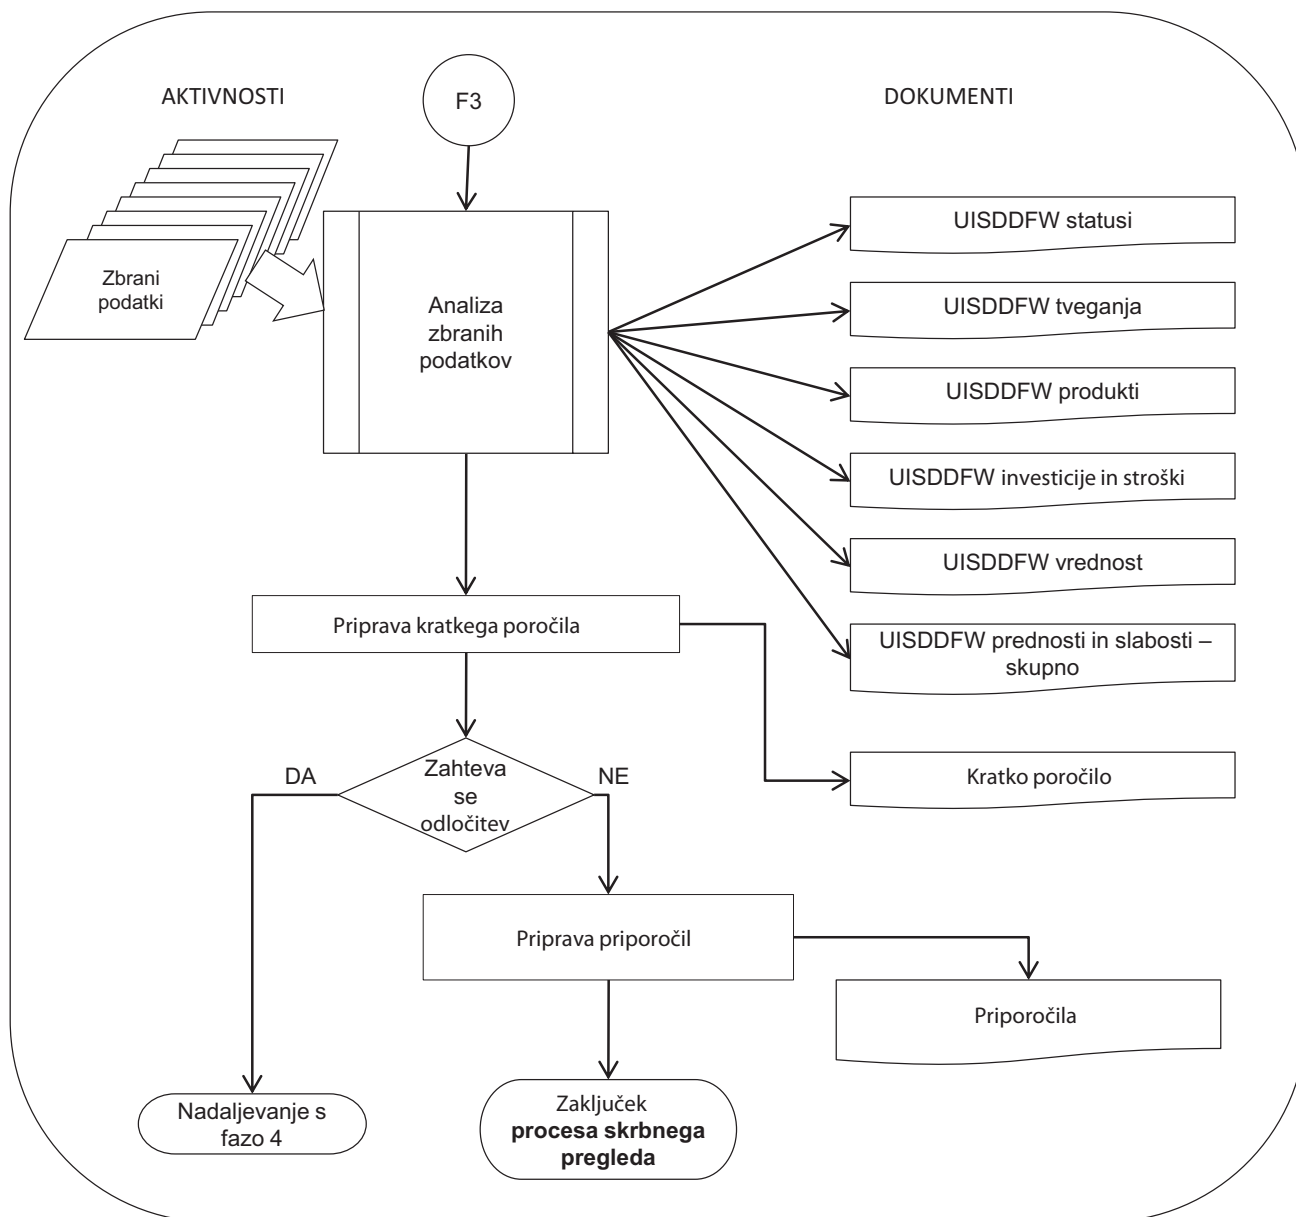 AKTIVNOSTI
F3
DOKUMENTI
Zbrani
podatki
Analiza
zbranih
podatkov
UISDDFW statusi
UISDDFW tveganja
UISDDFW produkti
UISDDFW investicije in stroški
UISDDFW vrednost
UISDDFW prednosti in slabosti –
skupno
Priprava kratkega poročila
Kratko poročilo
DA
Zahteva
se
odločitev
NE
Priprava priporočil
Priporočila
Nadaljevanje s
fazo 4
Zaključek
procesa skrbnega
pregleda